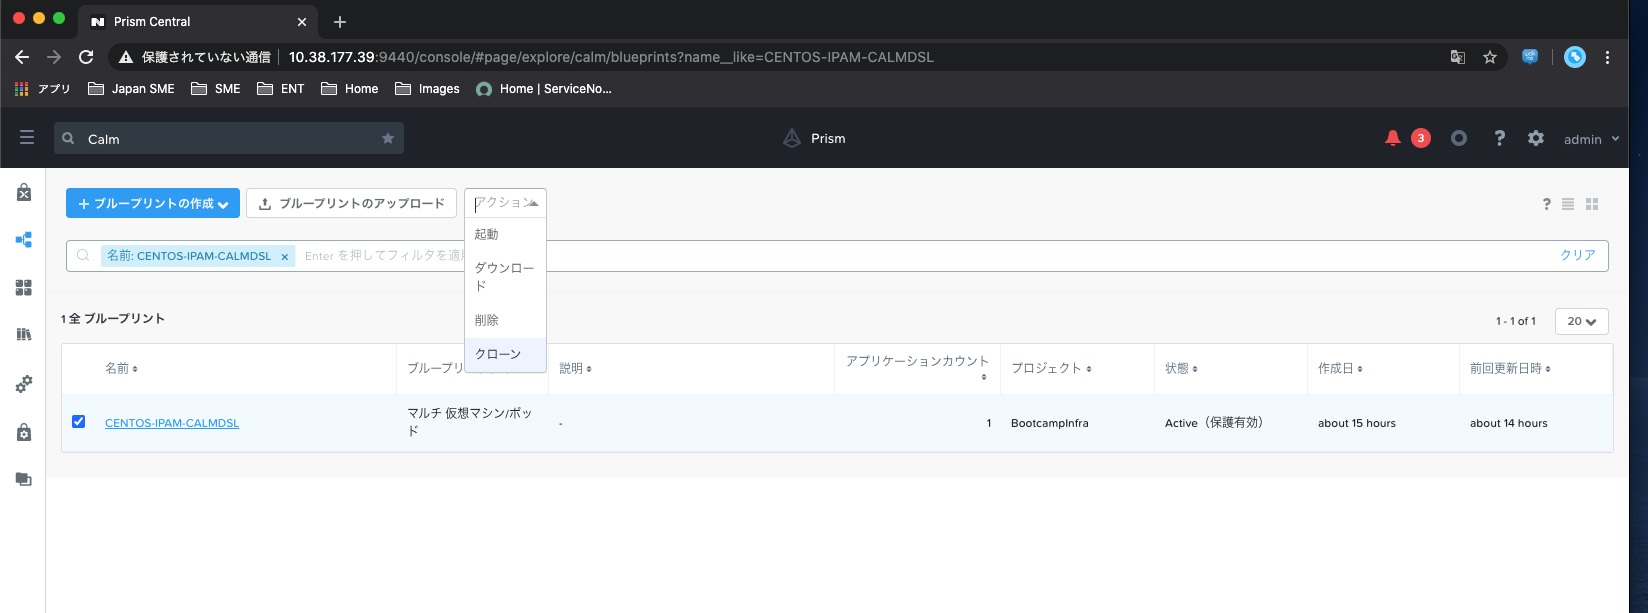 Prism Central
保護されていない通信 10.38.177.39:9440/console/#page/explore/calm/blueprints?name__like=CENTOS-IPAM-CALMDSL
アプリ Japan SME SME ENT Home Images Home | ServiceNo...
Calm Prism 3 ? admin
+ ブループリントの作成 ブループリントのアップロード アクション ?
起動
ダウンロー
ド
削除
クローン
名前: CENTOS-IPAM-CALMDSL × Enter を押してフィルタを適 クリア
1 全 ブループリント 1 - 1 of 1 20
名前 ブループリ 説明 アプリケーションカウント プロジェクト 状態 作成日 前回更新日時
CENTOS-IPAM-CALMDSL マルチ 仮想マシン/ポッ - 1 BootcampInfra Active（保護有効） about 15 hours about 14 hours
ド